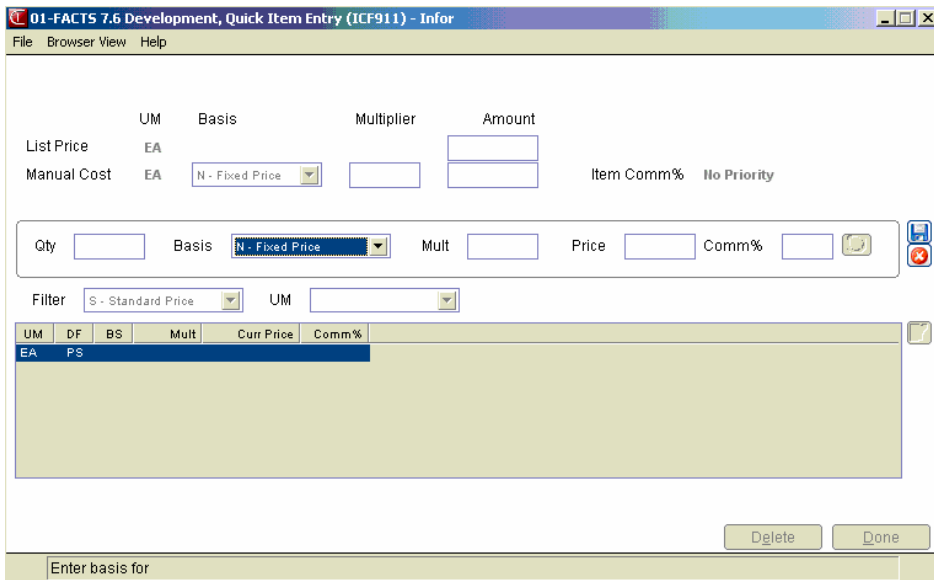 01-FACTS 7.6 Development, Quick Item Entry (ICF911) - Infor
File Browser View Help
UM Basis Multiplier Amount
List Price EA
Manual Cost EA N - Fixed Price Item Comm% No Priority
Qty Basis N - Fixed Price Mult Price Comm%
Filter S - Standard Price UM
UM DF BS Mult Curr Price Comm%
EA PS
Delete Done
Enter basis for